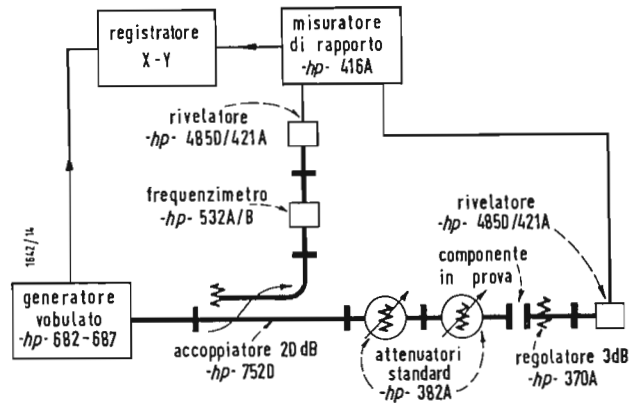 registratore
X-Y
misuratore
di rapporto
-hp- 416A
rivelatore
-hp- 485D/421A
frequenzimetro
-hp- 532A/B
rivelatore
-hp- 485D/421A
componente
in prova
1642/14
generatore
vobulato
-hp- 682-687
accoppiatore 20 dB
-hp- 752D
attenuatori
standard
-hp- 382A
regolatore 3dB
-hp- 370A